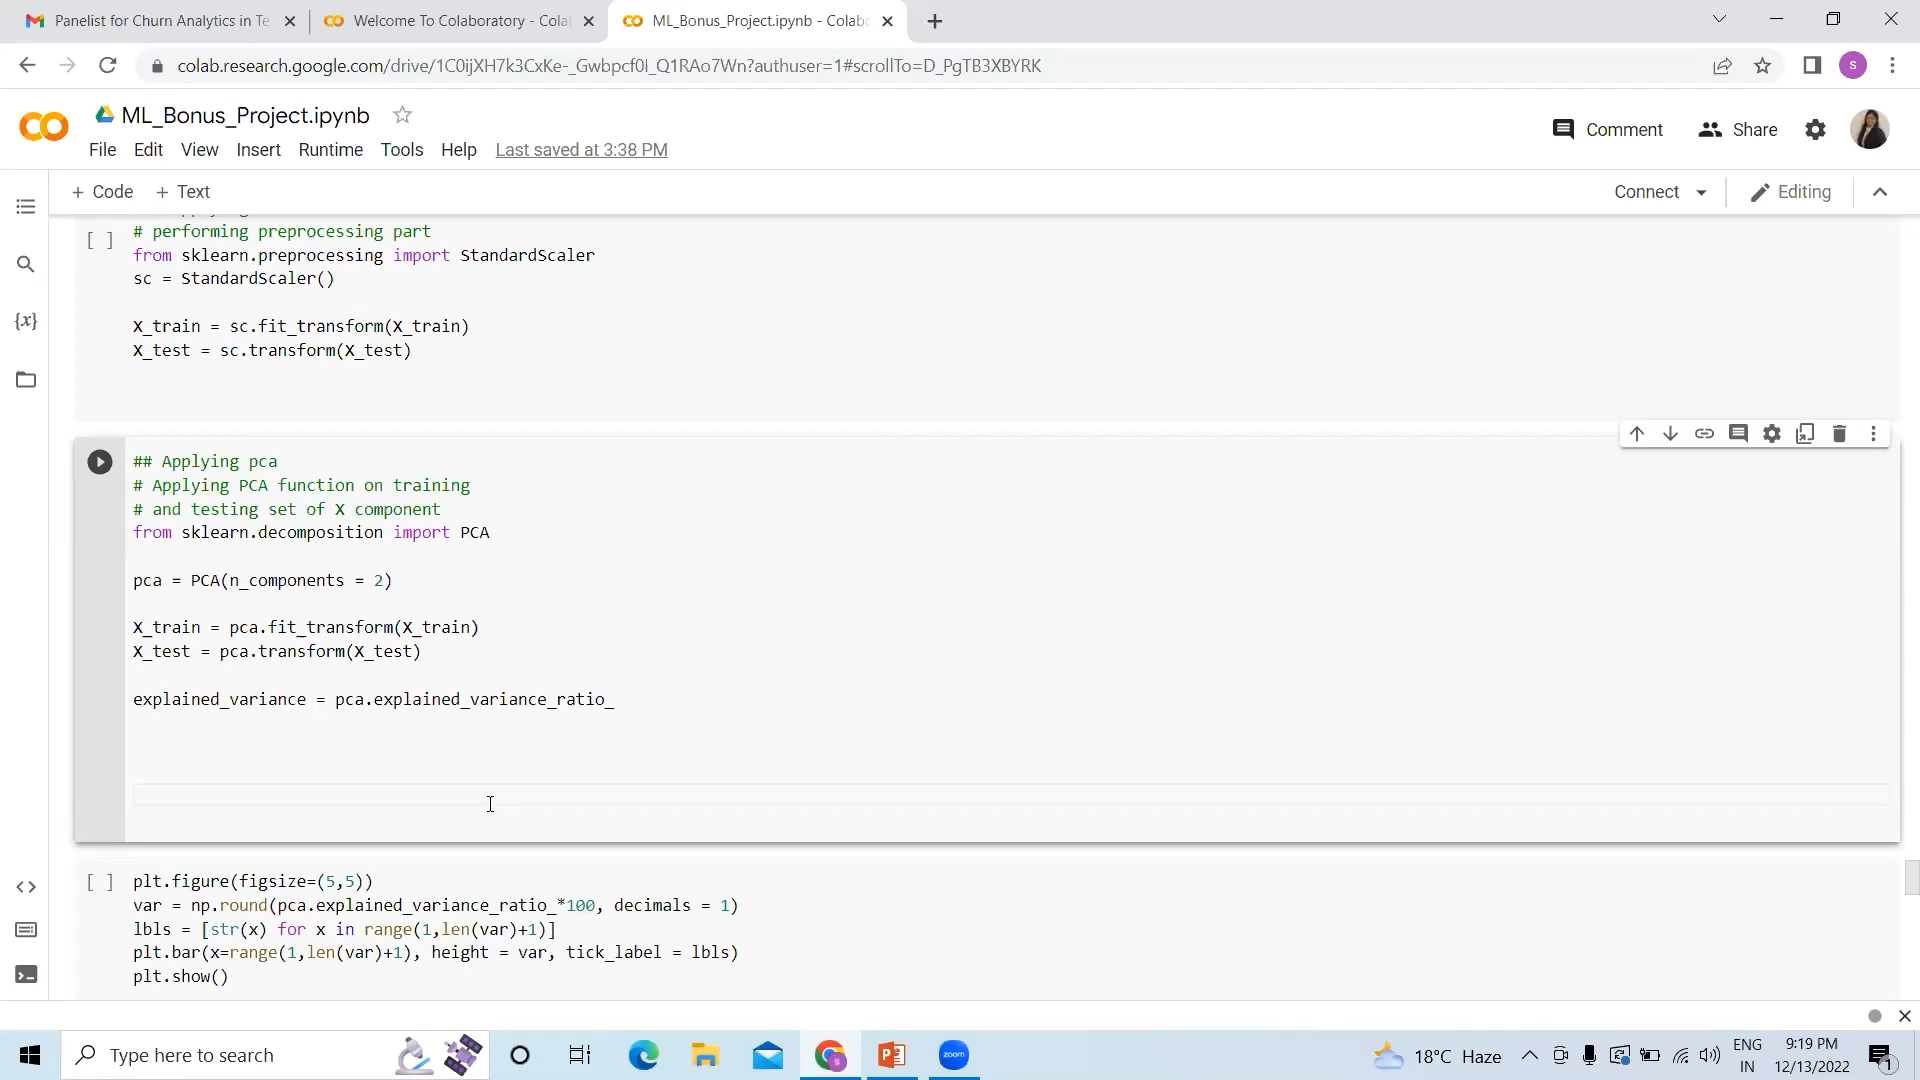 Panelist for Churn Analytics in Te
Welcome To Colaboratory - Cola
ML_Bonus_Project.ipynb - Colabo
colab.research.google.com/drive/1C0ijXH7k3CxKe-_Gwbpcf0i_Q1RAo7Wn?authuser=1#scrollTo=D_PgTB3XBYRK
s
ML_Bonus_Project.ipynb
Comment
Share
File Edit View Insert Runtime Tools Help Last saved at 3:38 PM
+ Code + Text
Connect
Editing
{x}
[ ]
# performing preprocessing part
from sklearn.preprocessing import StandardScaler
sc = StandardScaler()
X_train = sc.fit_transform(X_train)
X_test = sc.transform(X_test)
## Applying pca
# Applying PCA function on training
# and testing set of X component
from sklearn.decomposition import PCA
pca = PCA(n_components = 2)
X_train = pca.fit_transform(X_train)
X_test = pca.transform(X_test)
explained_variance = pca.explained_variance_ratio_
[ ]
plt.figure(figsize=(5,5))
var = np.round(pca.explained_variance_ratio_*100, decimals = 1)
lbls = [str(x) for x in range(1,len(var)+1)]
plt.bar(x=range(1,len(var)+1), height = var, tick_label = lbls)
plt.show()
Type here to search
zoom
18°C Haze
ENG
IN
9:19 PM
12/13/2022
1